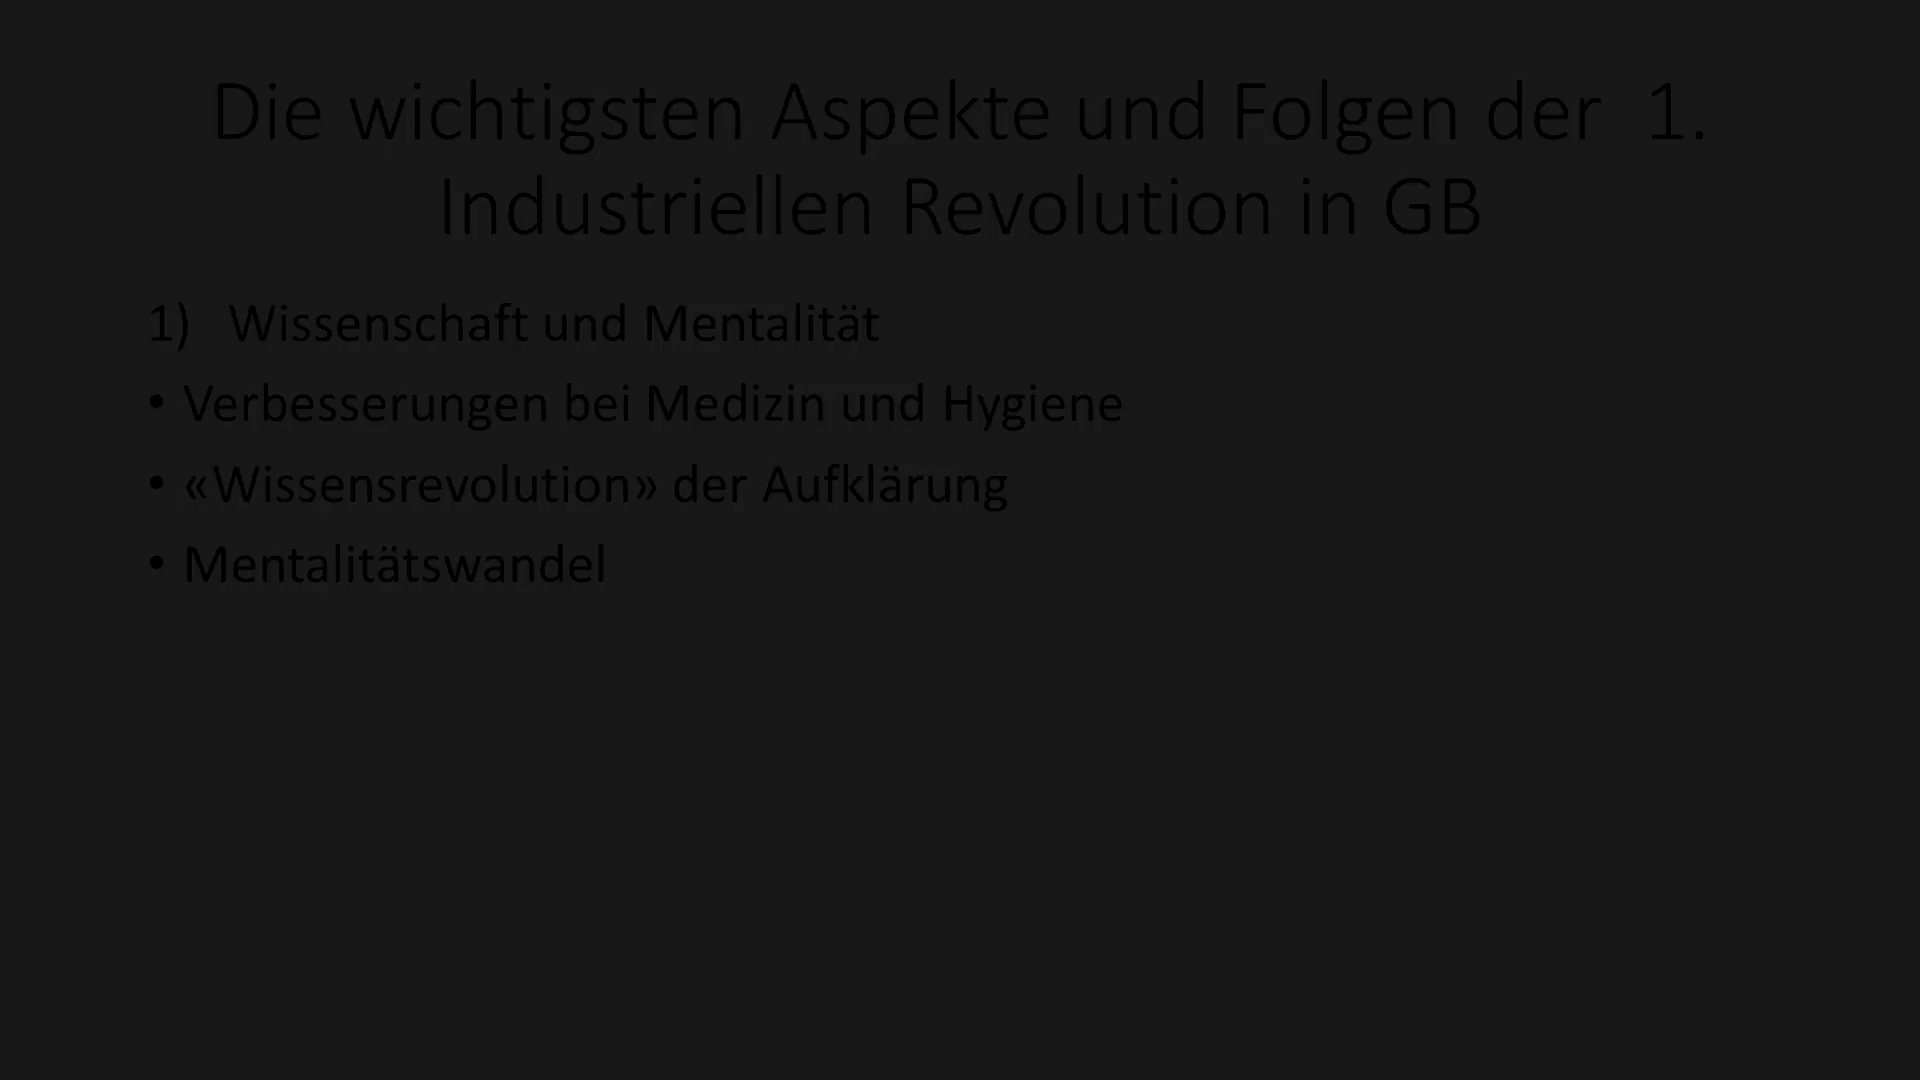 Die wichtigsten Aspekte und Folgen der 1.
Industriellen Revolution in GB
1) Wissenschaft und Mentalität
• Verbesserungen bei Medizin und Hygiene
• «Wissensrevolution» der Aufklärung
• Mentalitätswandel